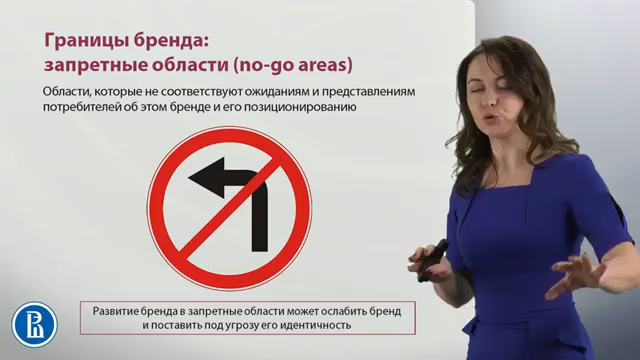 Границы бренда:
запретные области (no-go areas)
Области, которые не соответствуют ожиданиям и представлениям
потребителей об этом бренде и его позиционированию
Развитие бренда в запретные области может ослабить бренд
и поставить под угрозу его идентичность